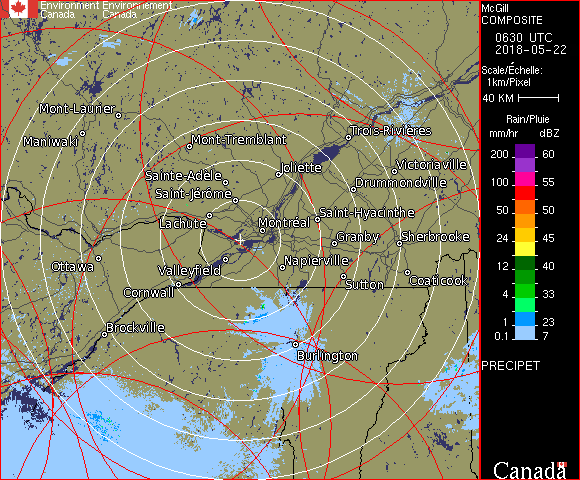 Environment Environnement
Canada Canada
McGill
COMPOSITE
0630 UTC
2018-05-22
Scale/Échelle:
1km/Pixel
40 KM
Rain/Pluie
mm/hr dBZ
200 60
150 57
100 55
50 50
24 45
12 40
4 33
1 23
0.1 7
PRECIPET
Mont-Laurier
Maniwaki
Mont-Tremblant
Trois-Rivières
Joliette
Victoriaville
Sainte-Adèle
Drummondville
Saint-Jérôme
Saint-Hyacinthe
Lachute
Montréal
Granby
Sherbrooke
Ottawa
Valleyfield
Napierville
Sutton
Coaticook
Cornwall
Brockville
Burlington
Canada